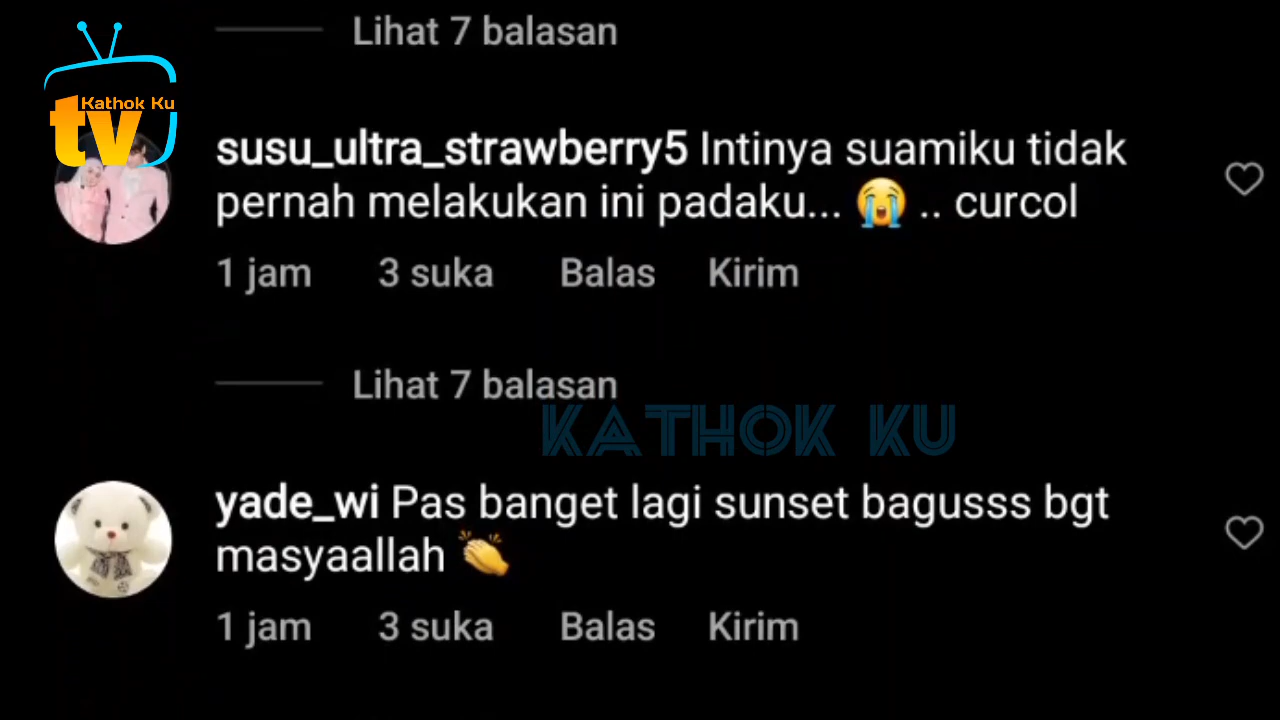 Lihat 7 balasan
Kathok Ku
tv
susu_ultra_strawberry5 Intinya suamiku tidak
pernah melakukan ini padaku... 😭 .. curcol
1 jam 3 suka Balas Kirim
Lihat 7 balasan
KATHOK KU
yade_wi Pas banget lagi sunset bagusss bgt
masyaallah 👏
1 jam 3 suka Balas Kirim